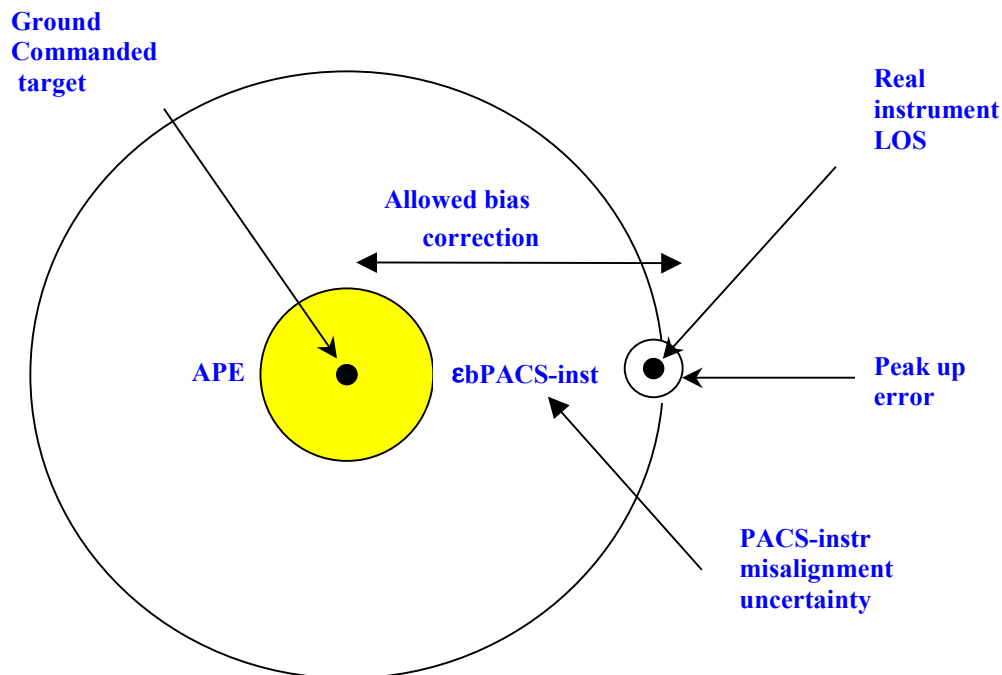 Ground
Commanded
target
Real
instrument
LOS
Allowed bias
correction
APE
εbPACS-inst
Peak up
error
PACS-instr
misalignment
uncertainty